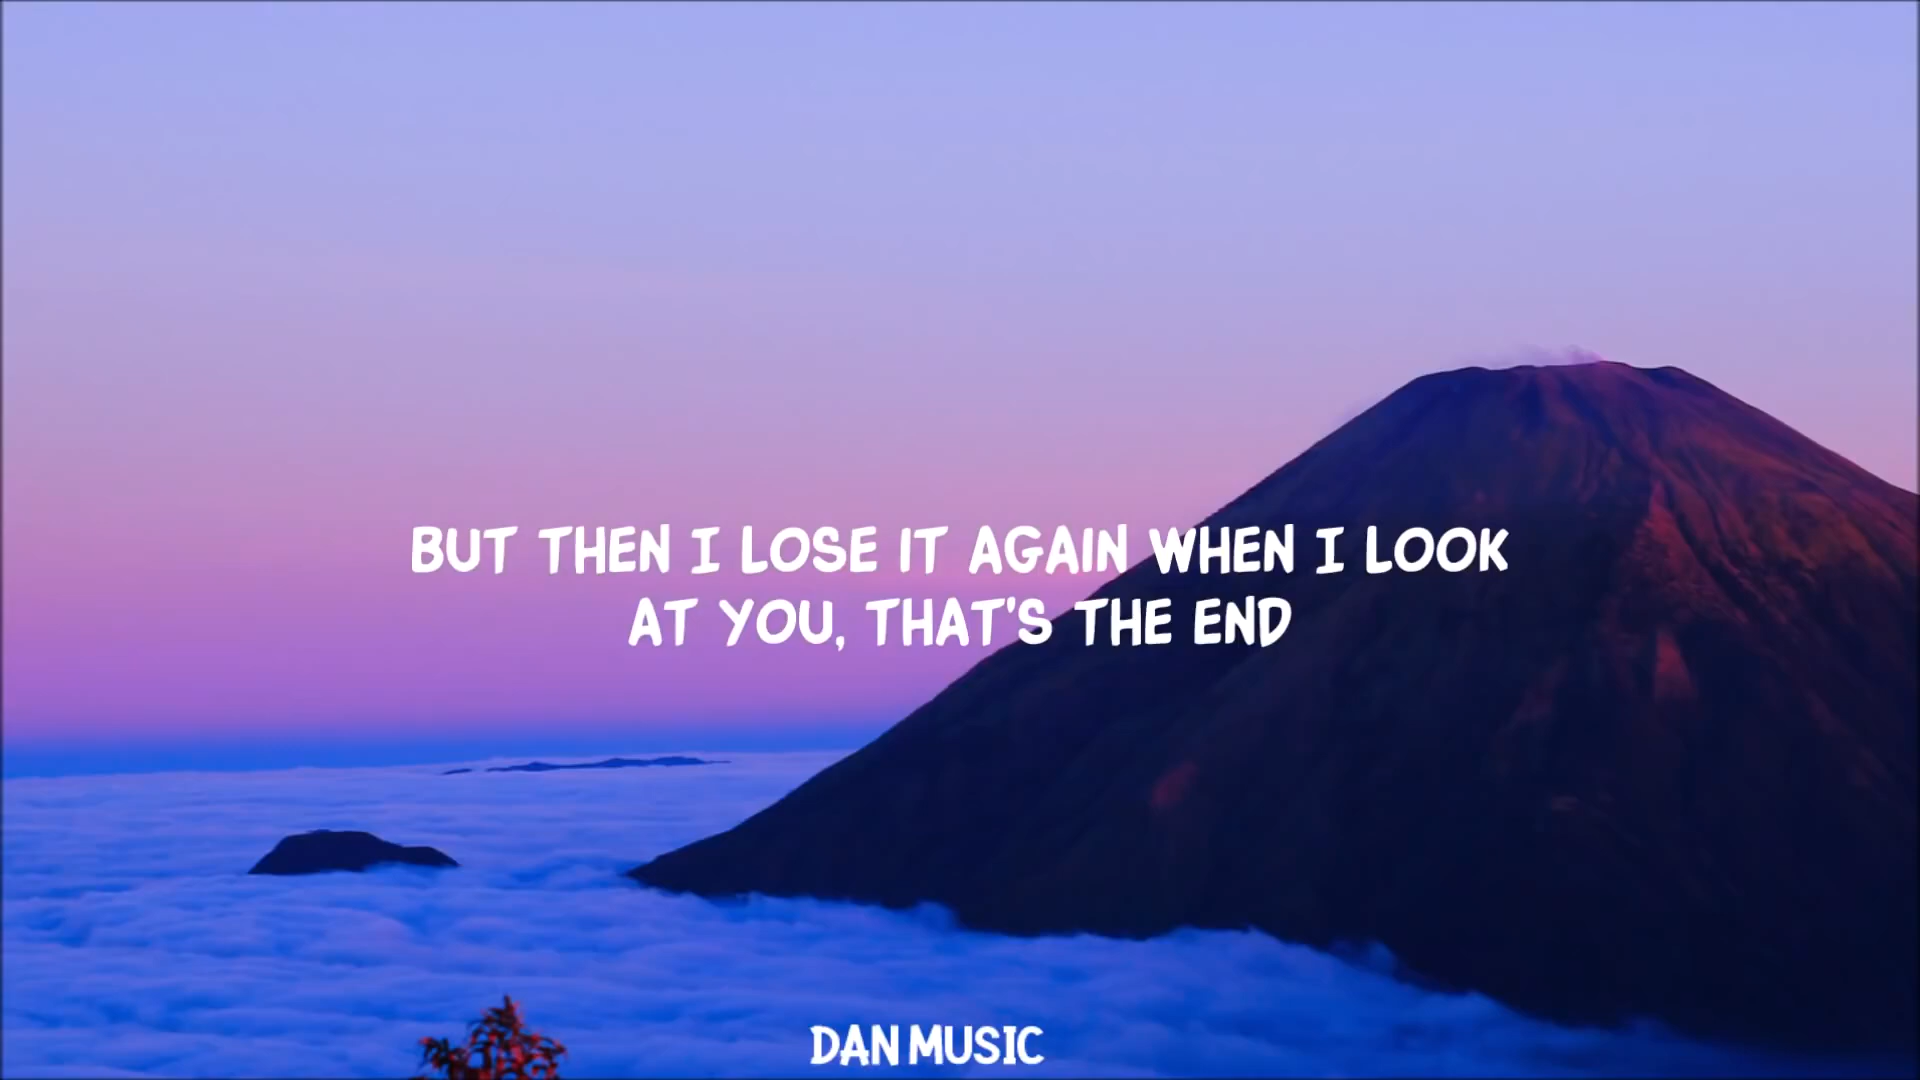 BUT THEN I LOSE IT AGAIN WHEN I LOOK
AT YOU, THAT'S THE END
DAN MUSIC